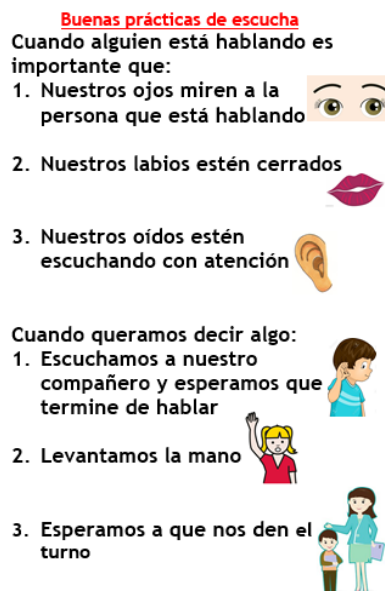 Buenas prácticas de escucha
Cuando alguien está hablando es
importante que:
1. Nuestros ojos miren a la
persona que está hablando
2. Nuestros labios estén cerrados
3. Nuestros oídos estén
escuchando con atención
Cuando queramos decir algo:
1. Escuchamos a nuestro
compañero y esperamos que
termine de hablar
2. Levantamos la mano
3. Esperamos a que nos den el
turno